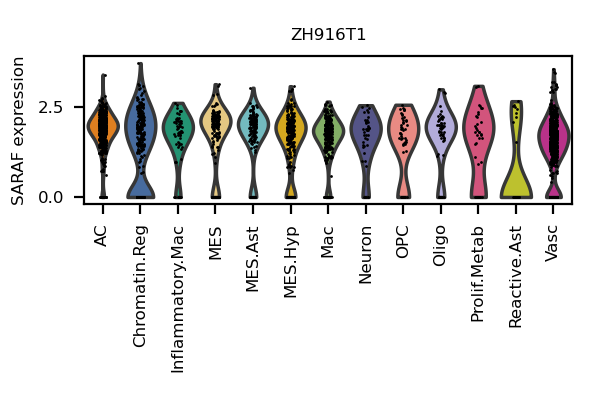 ZH916T1
SARAF expression
2.5
0.0
AC
Chromatin.Reg
Inflammatory.Mac
MES
MES.Ast
MES.Hyp
Mac
Neuron
OPC
Oligo
Prolif.Metab
Reactive.Ast
Vasc